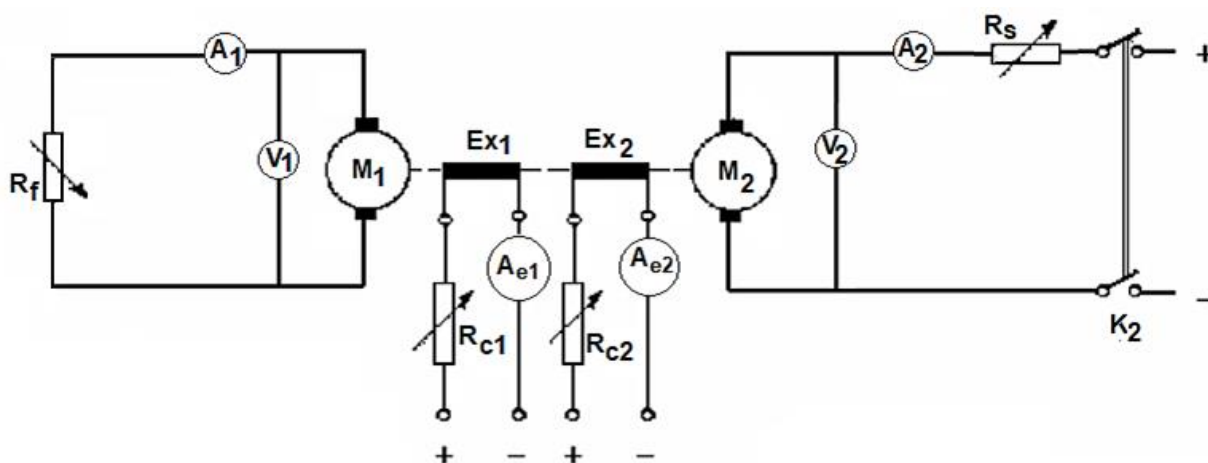 A1
Rs
A2
+
Rf
V1
M1
Ex1
Ex2
M2
V2
Ae1
Ae2
Rc1
Rc2
K2
−
+ − + −